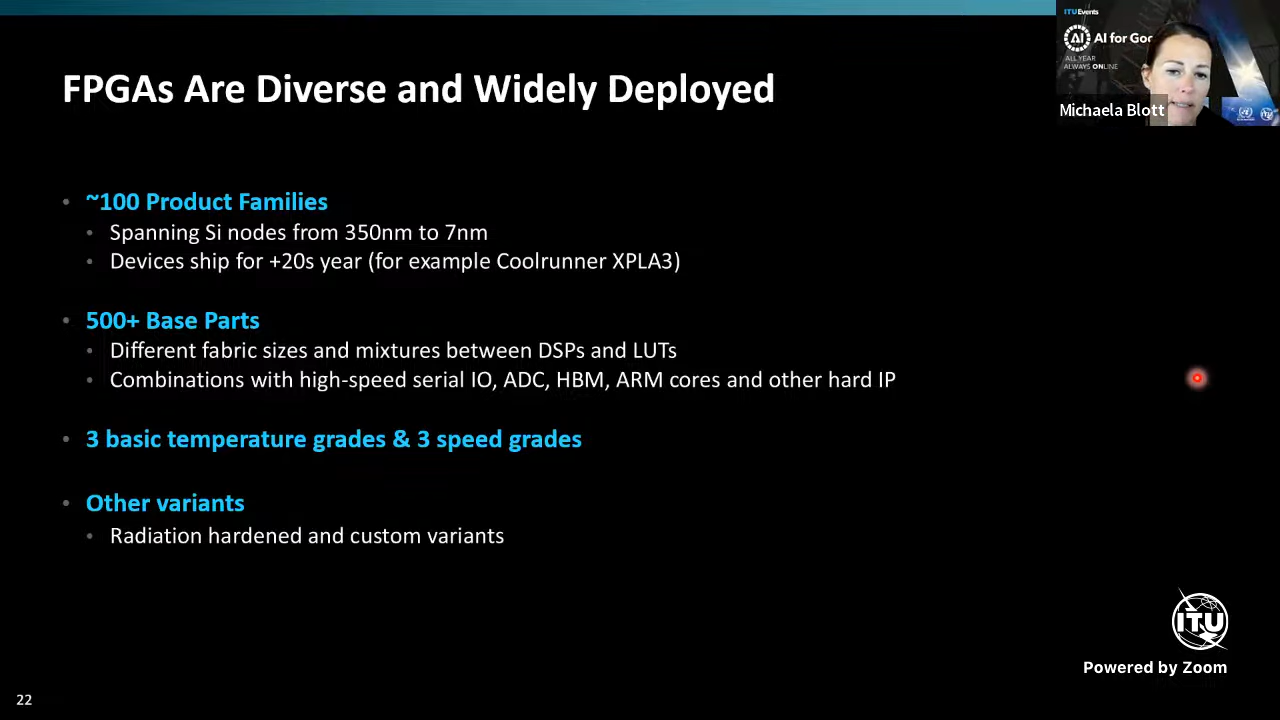 FPGAs Are Diverse and Widely Deployed
ITUEvents
AI
AI for Goo
ALL YEAR
ALWAYS ONLINE
Michaela Blott
• ~100 Product Families
• Spanning Si nodes from 350nm to 7nm
• Devices ship for +20s year (for example Coolrunner XPLA3)
• 500+ Base Parts
• Different fabric sizes and mixtures between DSPs and LUTs
• Combinations with high-speed serial IO, ADC, HBM, ARM cores and other hard IP
• 3 basic temperature grades & 3 speed grades
• Other variants
• Radiation hardened and custom variants
ITU
Powered by Zoom
22